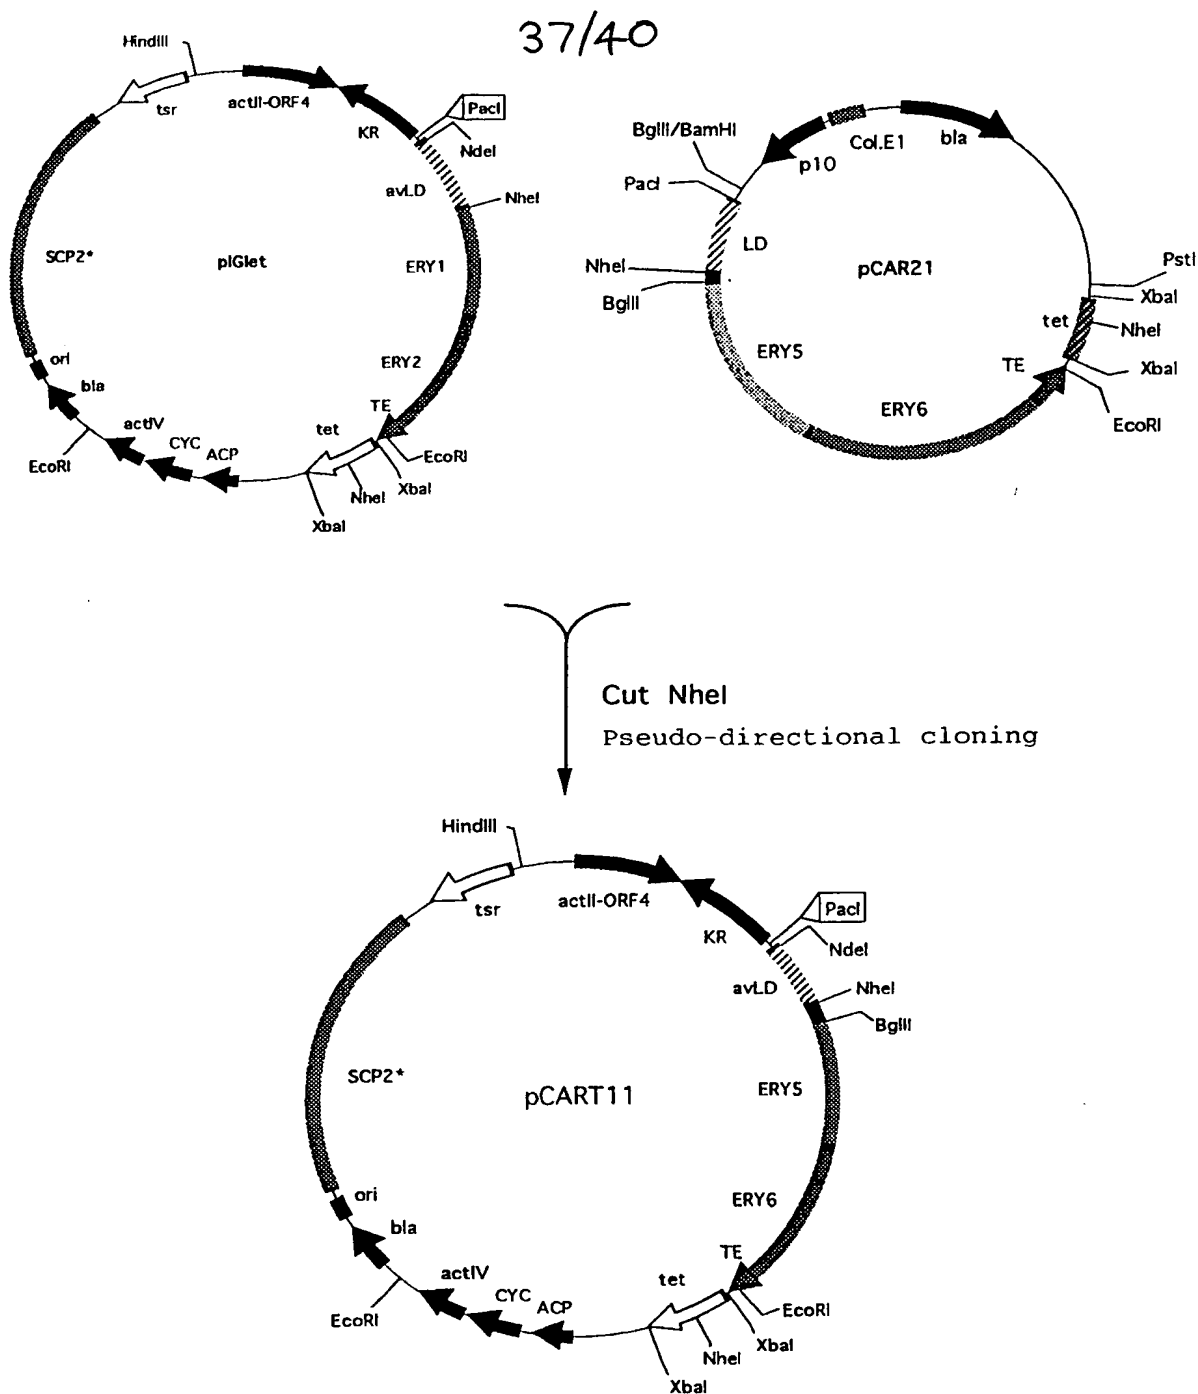 37/40
HindIII
tsr
actII-ORF4
KR
PacI
NdeI
avLD
NheI
SCP2*
pIGlet
ERY1
ERY2
ori
bla
TE
tet
EcoRI
actIV
CYC
ACP
EcoRI
XbaI
NheI
XbaI
BglII/BamHI
p10
Col.E1
bla
PacI
LD
pCAR21
NheI
BglII
PstI
XbaI
tet
NheI
ERY5
TE
XbaI
ERY6
EcoRI
Cut NheI
Pseudo-directional cloning
HindIII
tsr
actII-ORF4
PacI
KR
NdeI
avLD
NheI
BglII
SCP2*
pCART11
ERY5
ori
ERY6
bla
TE
actIV
tet
EcoRI
CYC
ACP
EcoRI
XbaI
NheI
XbaI